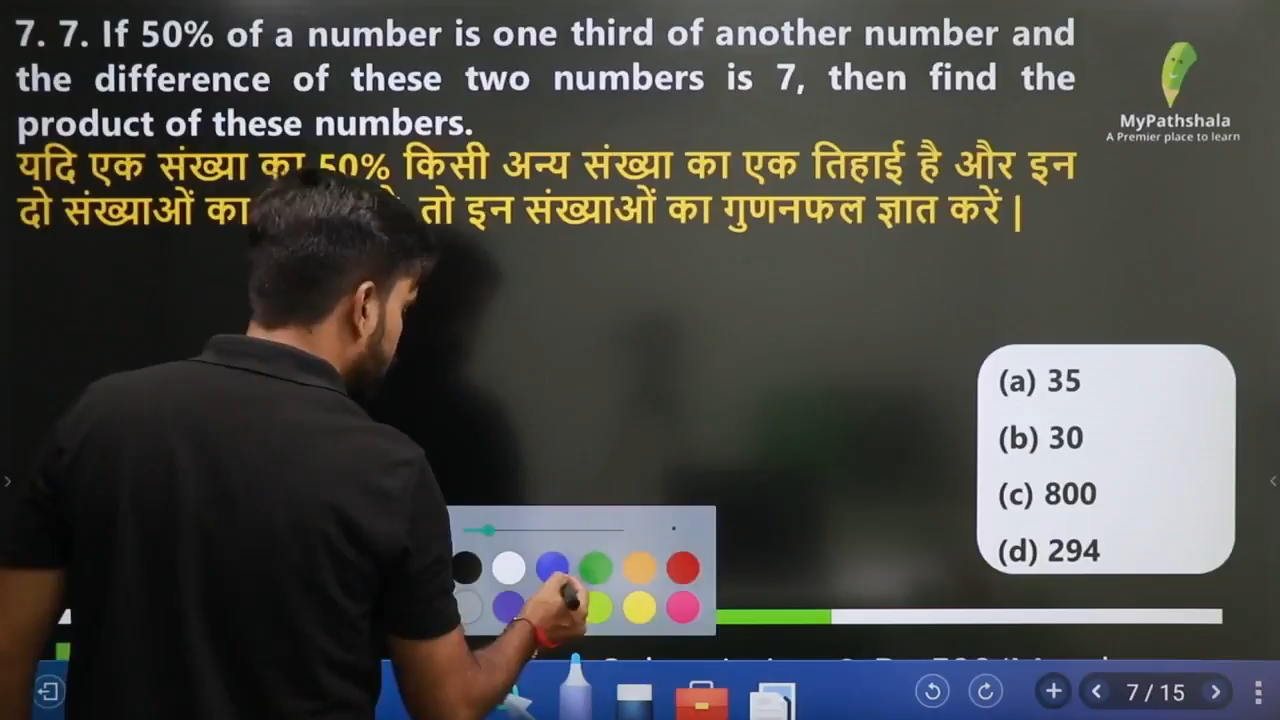 7. 7. If 50% of a number is one third of another number and
the difference of these two numbers is 7, then find the
product of these numbers.
यदि एक संख्या का 50% किसी अन्य संख्या का एक तिहाई है और इन
दो संख्याओं का तो इन संख्याओं का गुणनफल ज्ञात करें |
MyPathshala
A Premier place to learn
(a) 35
(b) 30
(c) 800
(d) 294
7 / 15